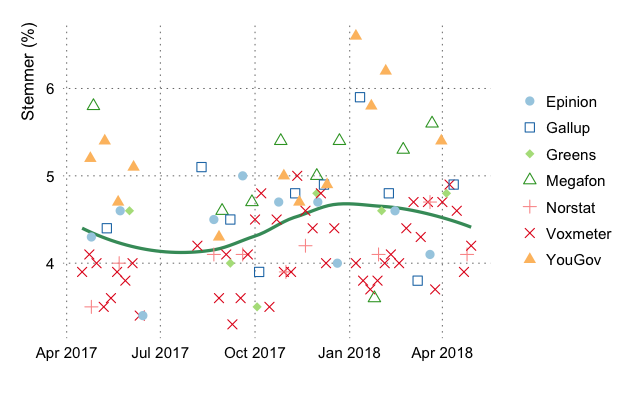 Stemmer (%)
6
5
4
Apr 2017 Jul 2017 Oct 2017 Jan 2018 Apr 2018
Epinion
Gallup
Greens
Megafon
Norstat
Voxmeter
YouGov